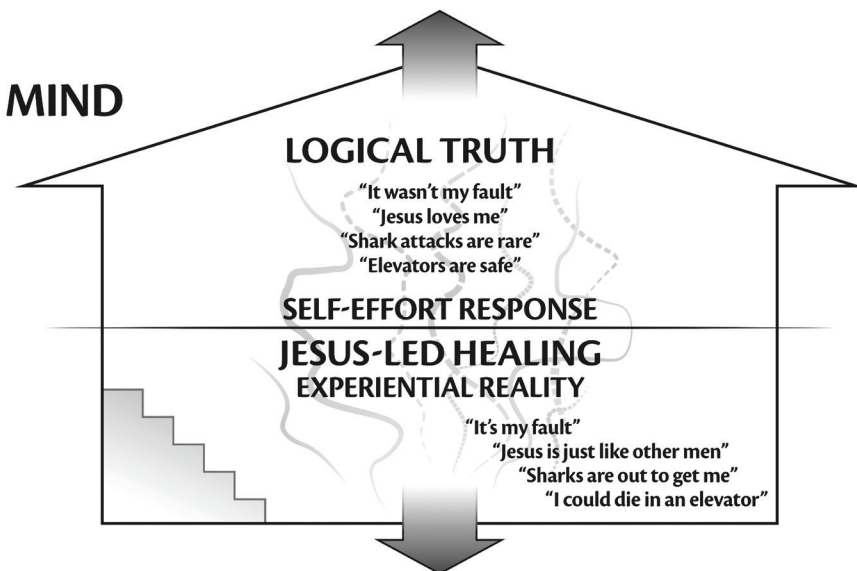 MIND
LOGICAL TRUTH
“It wasn’t my fault”
“Jesus loves me”
“Shark attacks are rare”
“Elevators are safe”
SELF-EFFORT RESPONSE
JESUS-LED HEALING
EXPERIENTIAL REALITY
“It’s my fault”
“Jesus is just like other men”
“Sharks are out to get me”
“I could die in an elevator”